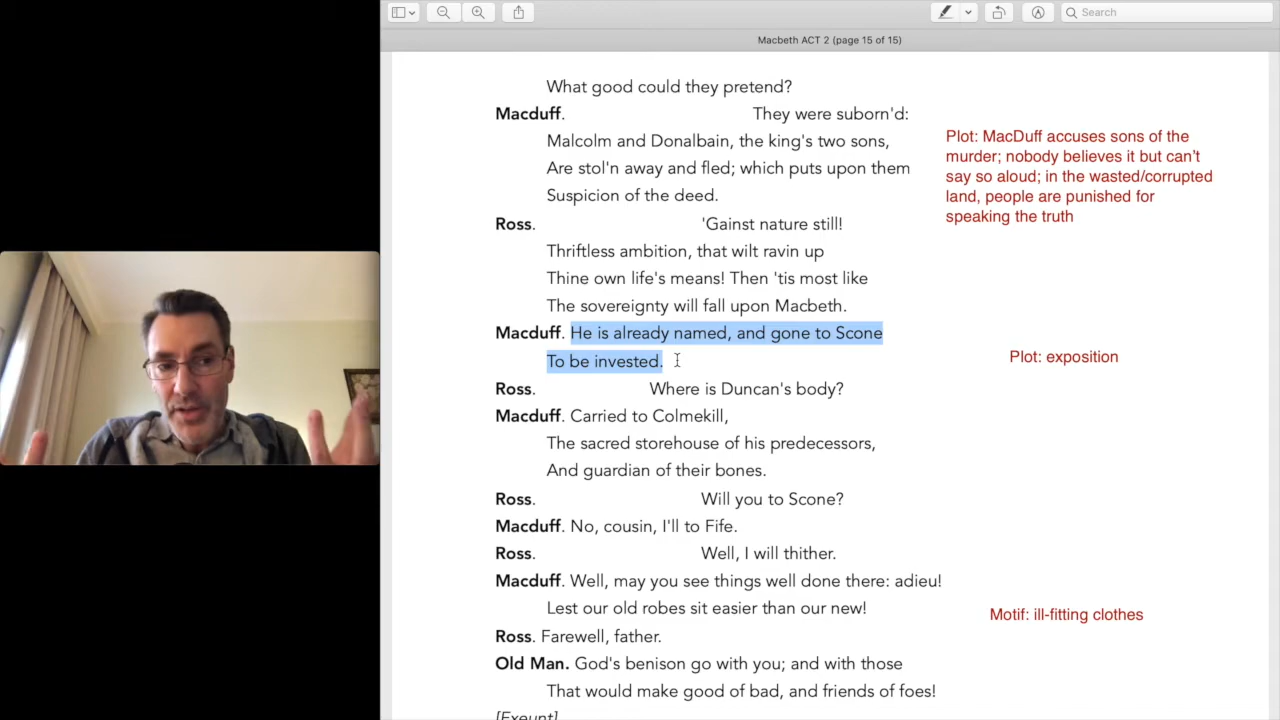 Search
Macbeth ACT 2 (page 15 of 15)
What good could they pretend?
Macduff. They were suborn'd:
Malcolm and Donalbain, the king's two sons,
Are stol'n away and fled; which puts upon them
Suspicion of the deed.
Plot: MacDuff accuses sons of the
murder; nobody believes it but can't
say so aloud; in the wasted/corrupted
land, people are punished for
speaking the truth
Ross. 'Gainst nature still!
Thriftless ambition, that wilt ravin up
Thine own life's means! Then 'tis most like
The sovereignty will fall upon Macbeth.
Macduff. He is already named, and gone to Scone
To be invested.
Plot: exposition
Ross. Where is Duncan's body?
Macduff. Carried to Colmekill,
The sacred storehouse of his predecessors,
And guardian of their bones.
Ross. Will you to Scone?
Macduff. No, cousin, I'll to Fife.
Ross. Well, I will thither.
Macduff. Well, may you see things well done there: adieu!
Lest our old robes sit easier than our new!
Motif: ill-fitting clothes
Ross. Farewell, father.
Old Man. God's benison go with you; and with those
That would make good of bad, and friends of foes!
[Exeunt]